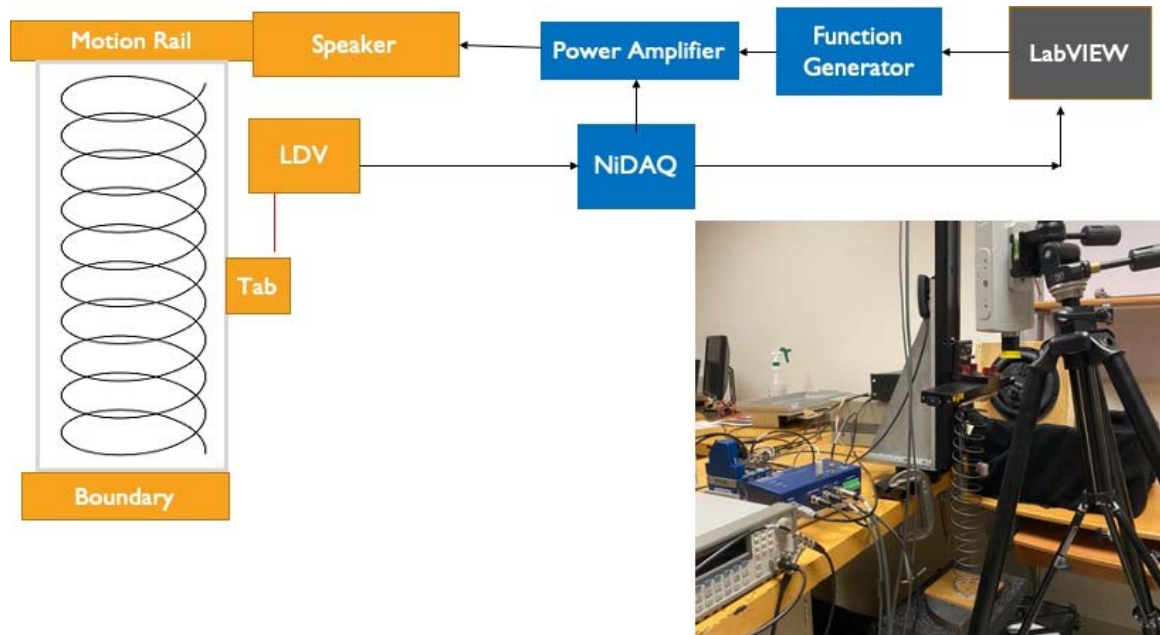 Motion Rail
Speaker
Power Amplifier
Function
Generator
LabVIEW
LDV
NiDAQ
Tab
Boundary